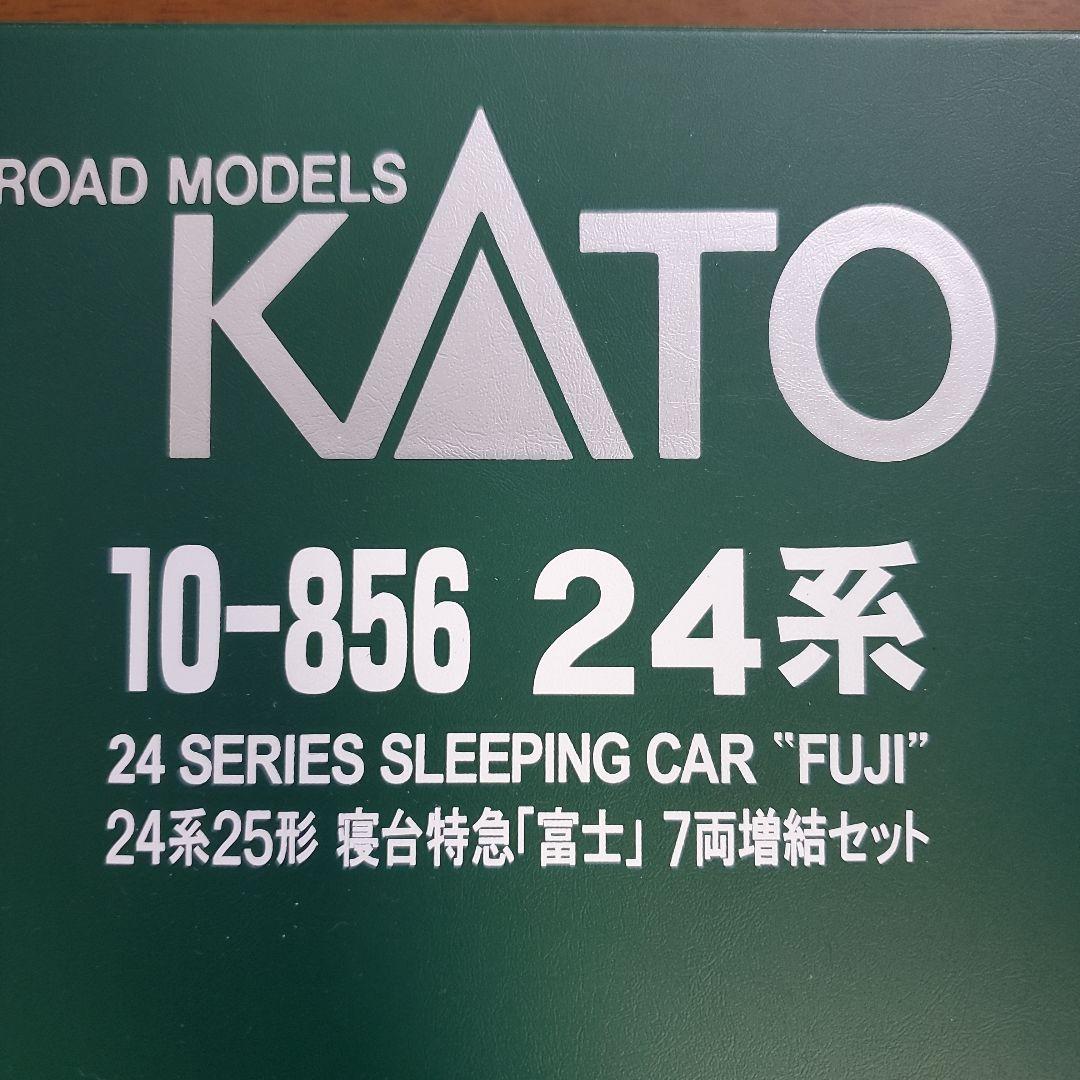 ROAD MODELS
KATO
10-856 24系
24 SERIES SLEEPING CAR "FUJI"
24系25形 寝台特急「富士」 7両増結セット